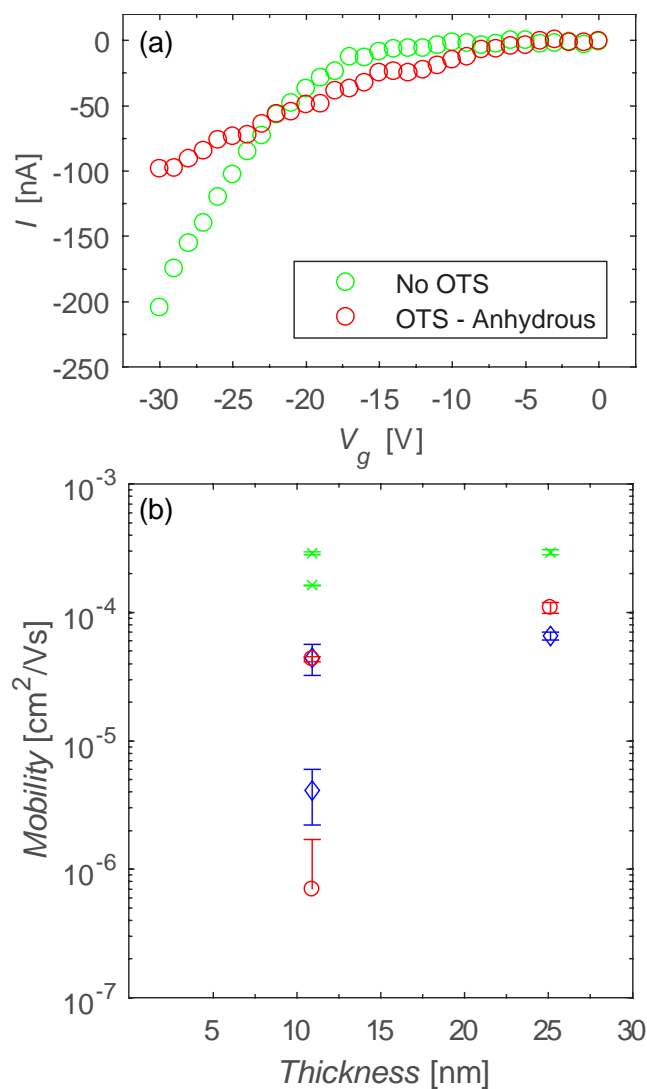 (a)
0
-50
-100
-150
-200
-250
I [nA]
No OTS
OTS - Anhydrous
-30 -25 -20 -15 -10 -5 0
V_g [V]
(b)
10^-3
10^-4
10^-5
10^-6
10^-7
Mobility [cm^2/Vs]
5 10 15 20 25 30
Thickness [nm]